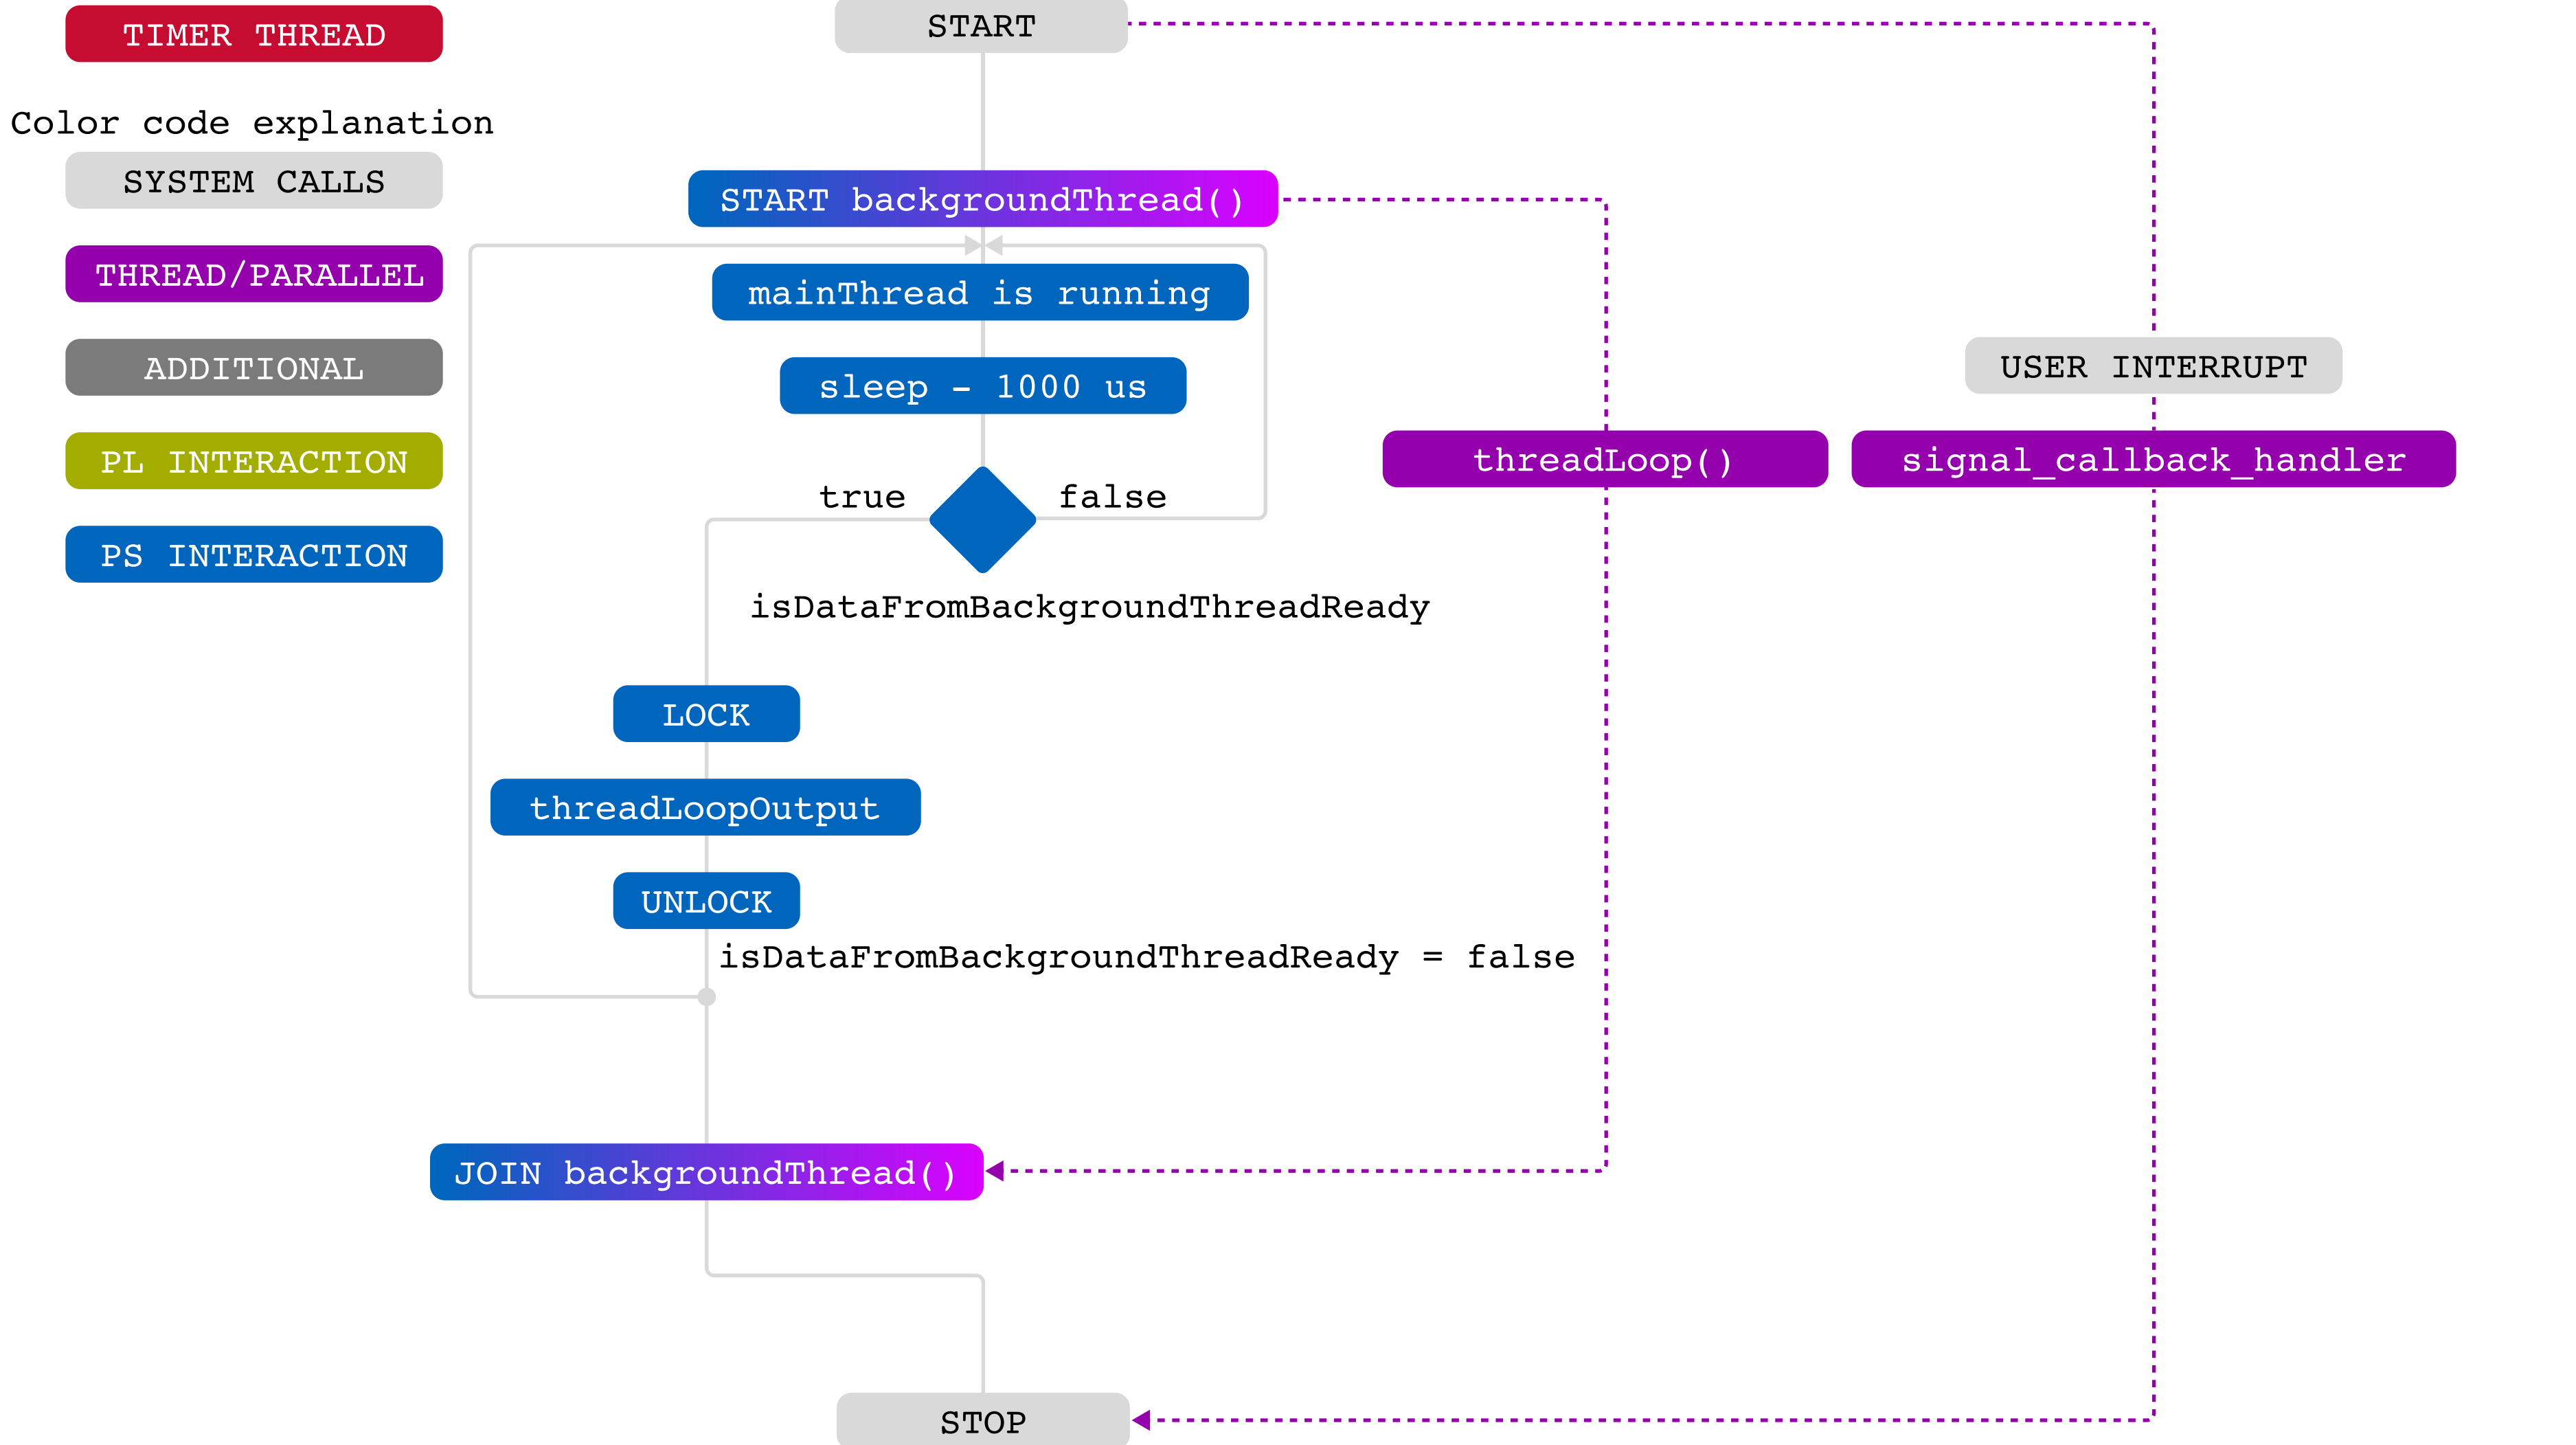 TIMER THREAD
Color code explanation
SYSTEM CALLS
THREAD/PARALLEL
ADDITIONAL
PL INTERACTION
PS INTERACTION
START
START backgroundThread()
mainThread is running
sleep – 1000 us
true
false
isDataFromBackgroundThreadReady
LOCK
threadLoopOutput
UNLOCK
isDataFromBackgroundThreadReady = false
JOIN backgroundThread()
STOP
threadLoop()
USER INTERRUPT
signal_callback_handler